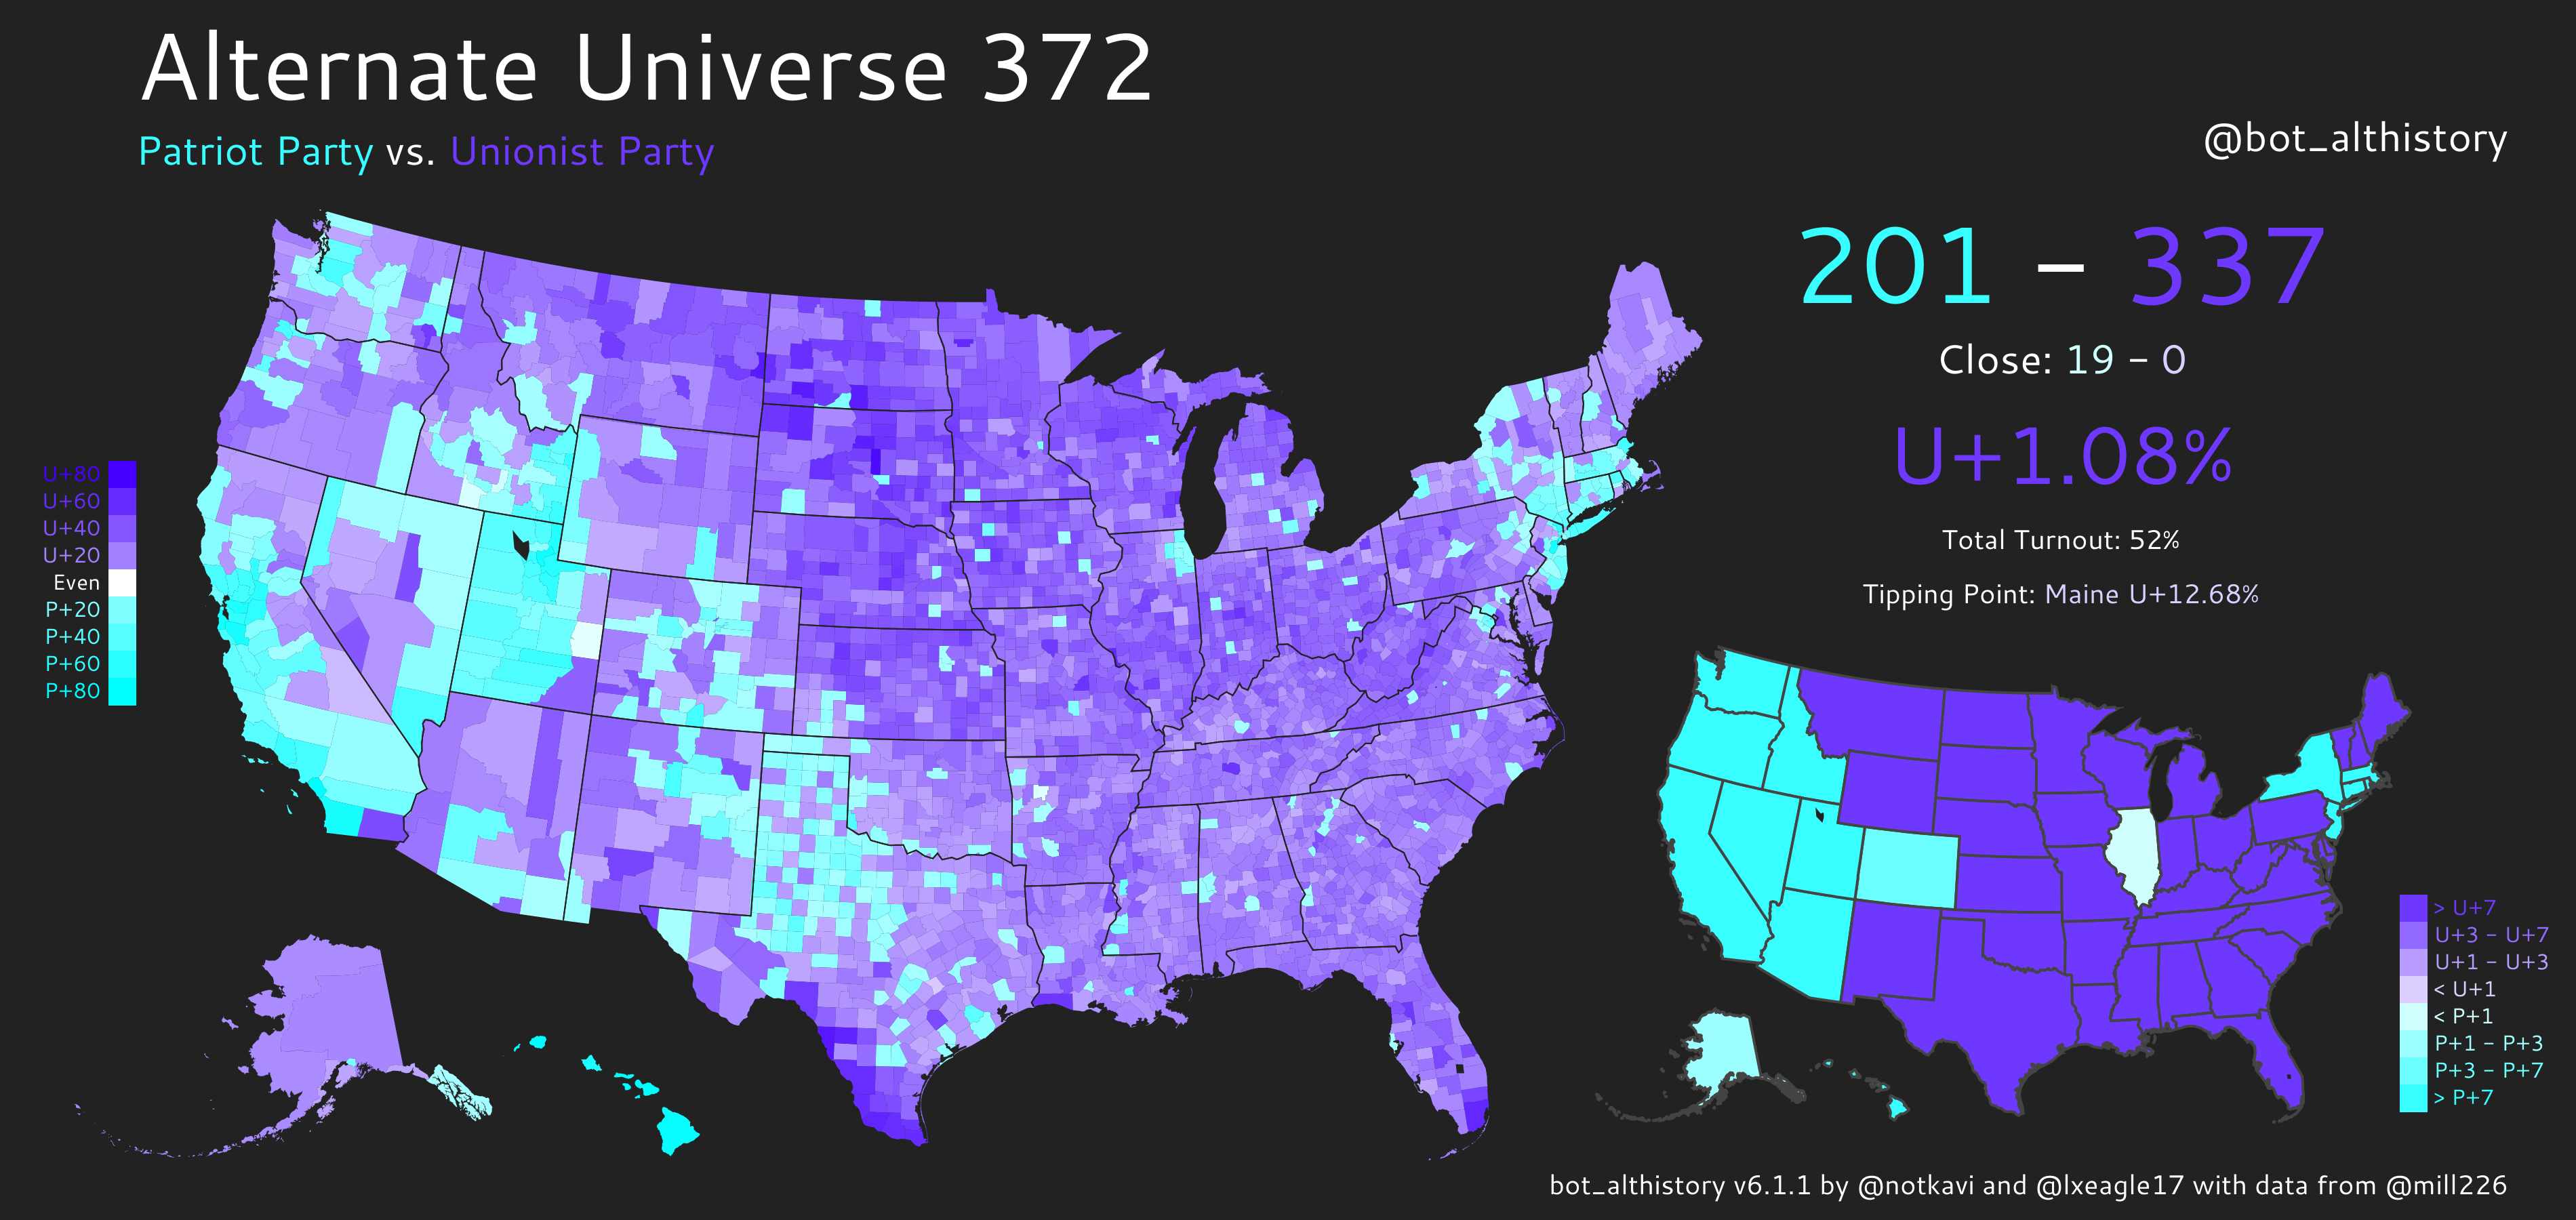 Alternate Universe 372
Patriot Party vs. Unionist Party
@bot_althistory
201 – 337
Close: 19 - 0
U+1.08%
Total Turnout: 52%
Tipping Point: Maine U+12.68%
U+80
U+60
U+40
U+20
Even
P+20
P+40
P+60
P+80
> U+7
U+3 - U+7
U+1 - U+3
< U+1
< P+1
P+1 - P+3
P+3 - P+7
> P+7
bot_althistory v6.1.1 by @notkavi and @lxeagle17 with data from @mill226